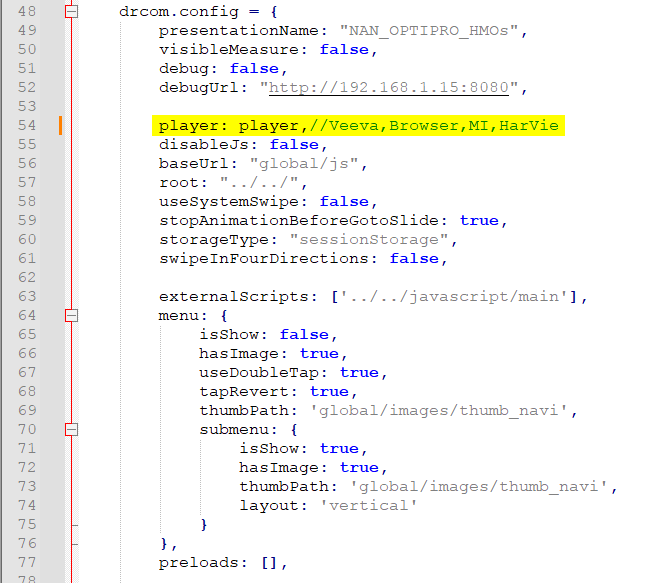 48 drcom.config = {
49 presentationName: "NAN_OPTIPRO_HMOs",
50 visibleMeasure: false,
51 debug: false,
52 debugUrl: "http://192.168.1.15:8080",
53
54 player: player,//Veeva,Browser,MI,HarVie
55 disableJs: false,
56 baseUrl: "global/js",
57 root: "../../",
58 useSystemSwipe: false,
59 stopAnimationBeforeGotoSlide: true,
60 storageType: "sessionStorage",
61 swipeInFourDirections: false,
62
63 externalScripts: ['../../javascript/main'],
64 menu: {
65 isShow: false,
66 hasImage: true,
67 useDoubleTap: true,
68 tapRevert: true,
69 thumbPath: 'global/images/thumb_navi',
70 submenu: {
71 isShow: true,
72 hasImage: true,
73 thumbPath: 'global/images/thumb_navi',
74 layout: 'vertical'
75 }
76 },
77 preloads: [],
78